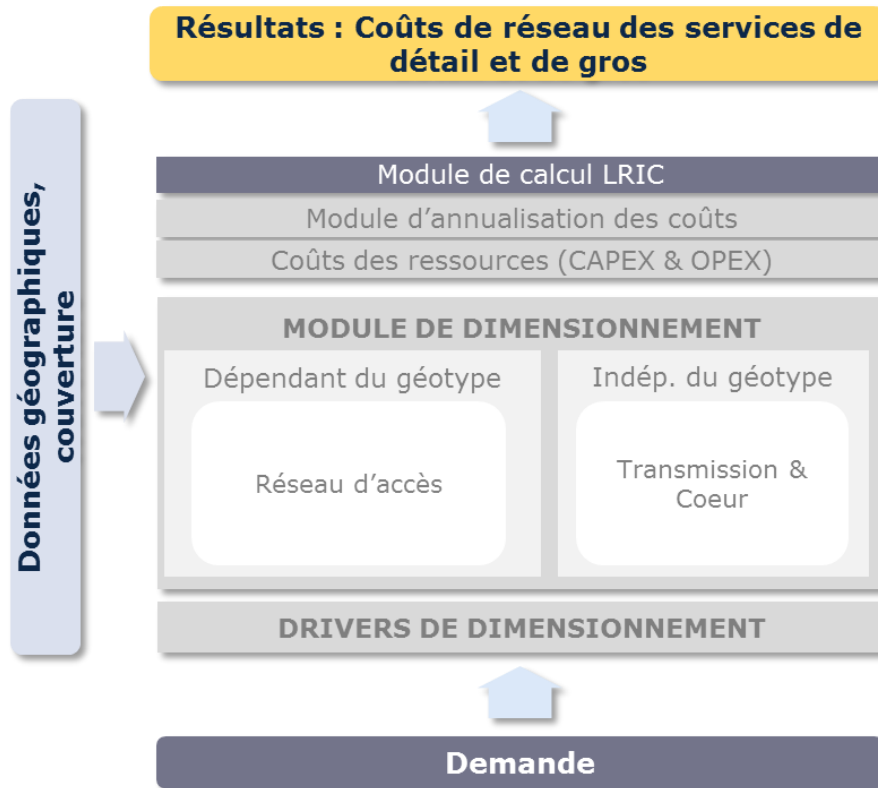 Résultats : Coûts de réseau des services de
détail et de gros
Données géographiques,
couverture
Module de calcul LRIC
Module d’annualisation des coûts
Coûts des ressources (CAPEX & OPEX)
MODULE DE DIMENSIONNEMENT
Dépendant du géotype
Réseau d’accès
Indép. du géotype
Transmission &
Coeur
DRIVERS DE DIMENSIONNEMENT
Demande